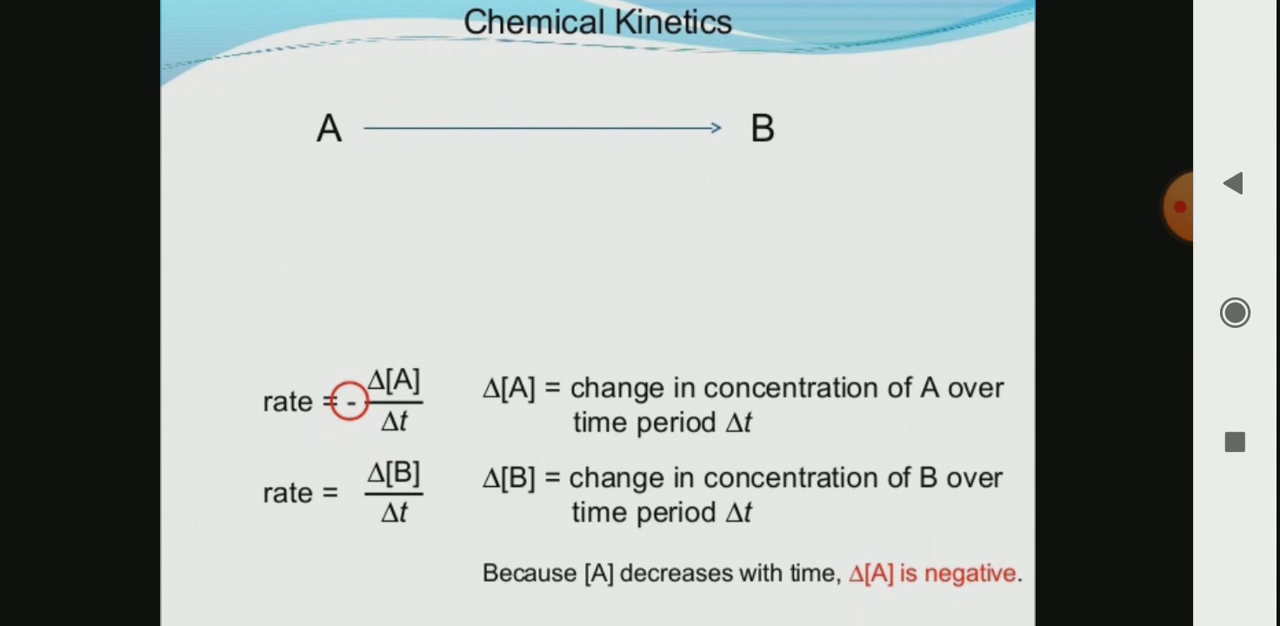 Chemical Kinetics
A → B
rate = - Δ[A]/Δt
Δ[A] = change in concentration of A over
time period Δt
rate = Δ[B]/Δt
Δ[B] = change in concentration of B over
time period Δt
Because [A] decreases with time, Δ[A] is negative.